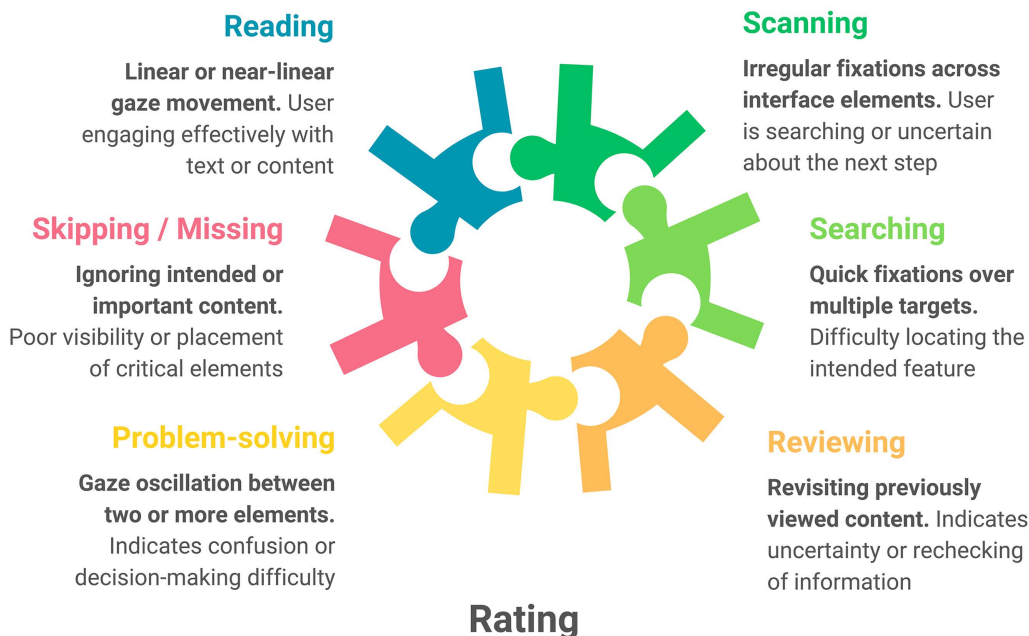 Reading
Linear or near-linear
gaze movement. User
engaging effectively with
text or content
Scanning
Irregular fixations across
interface elements. User
is searching or uncertain
about the next step
Skipping / Missing
Ignoring intended or
important content.
Poor visibility or placement
of critical elements
Searching
Quick fixations over
multiple targets.
Difficulty locating the
intended feature
Problem-solving
Gaze oscillation between
two or more elements.
Indicates confusion or
decision-making difficulty
Reviewing
Revisiting previously
viewed content. Indicates
uncertainty or rechecking
of information
Rating